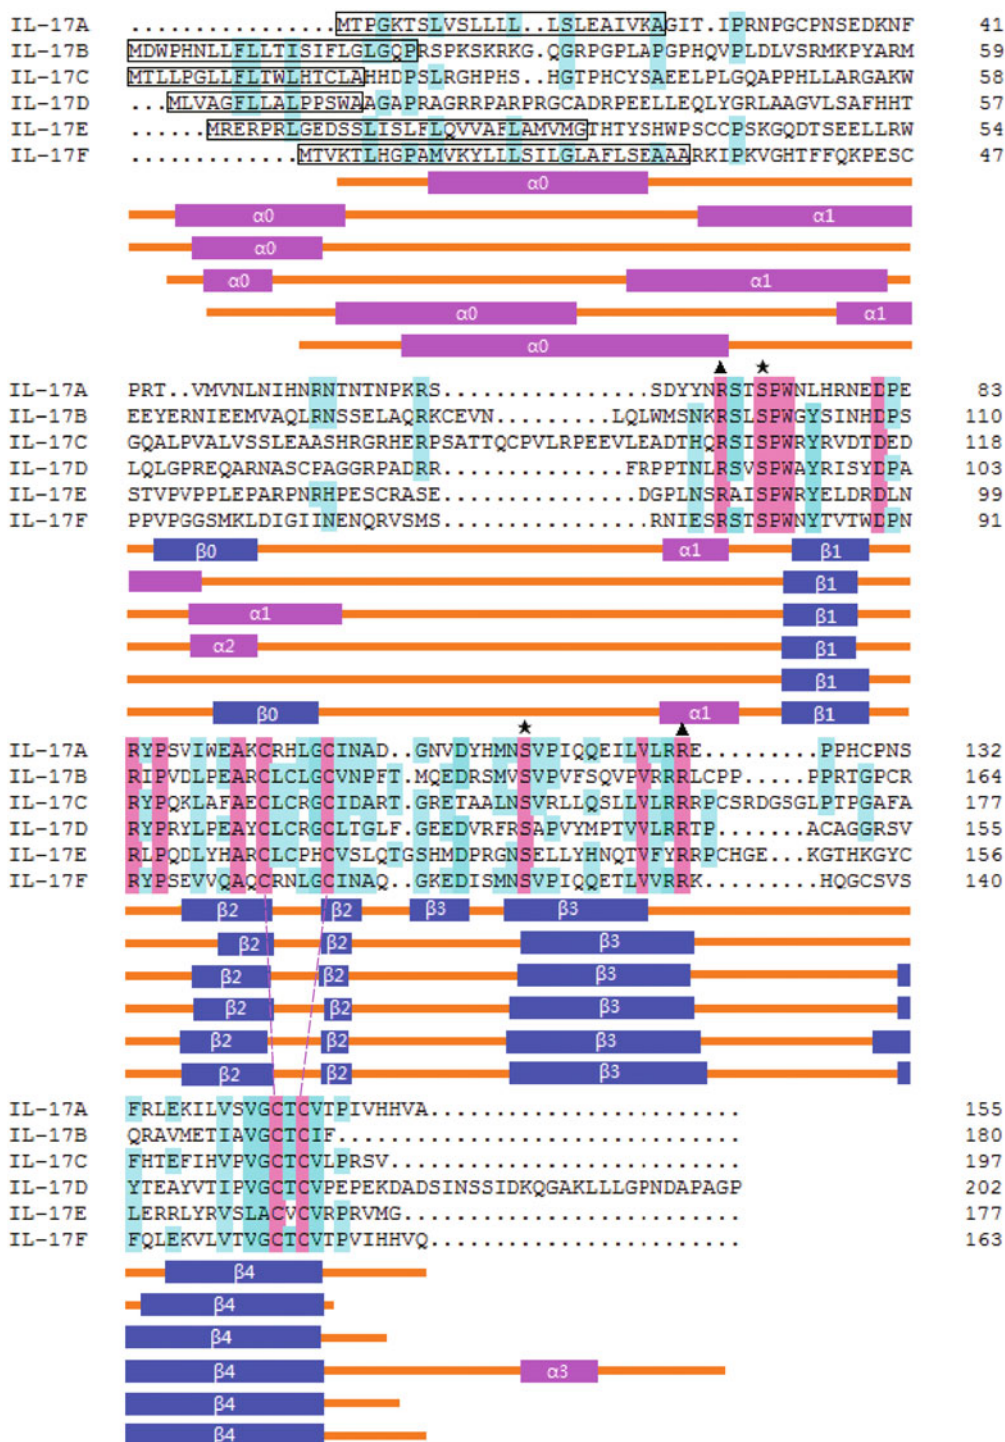 IL-17A ................MTPGKTSLVSLLLL..LSLEAIVKAGIT.IPRNPGCPNSEDKNF 41
IL-17B MDWPHNLLFLLTISIFLGLGQPRSPKSKRKG.QGRPGPLAPGPHQVPLDLVSRMKPYARM 59
IL-17C MTLLPGLLFLTWLHTCLAHHDPSLRGHPHS..HGTPHCYSAEELPLGQAPPHLLARGAKW 58
IL-17D ...MLVAGFLLALPPSWAAGAPRAGRRPARPRGCADRPEELLEQLYGRLAAGVLSAFHHT 57
IL-17E ......MRERPRLGEDSSLISLFLQVVAFLAMVMGTHTYSHWPSCCPSKGQDTSEELLRW 54
IL-17F .............MTVKTLHGPAMVKYLLLSILGLAFLSEAAARKIPKVGHTFFQKPESC 47
α0
α0 α1
α0
α0 α1
α0 α1
α0
▲ ★
IL-17A PRT..VMVNLNIHNRNTNTNPKRS................SDYYNRSTSPWNLHRNEDPE 83
IL-17B EEYERNIEEMVAQLRNSSELAQRKCEVN.........LQLWMSNKRSLSPWGYSINHDPS 110
IL-17C GQALPVALVSSLEAASHRGRHERPSATTQCPVLRPEEVLEADTHQRSISPWRYRVDTDED 118
IL-17D LQLGPREQARNASCPAGGRPADRR..............FRPPTNLRSVSPWAYRISYDPA 103
IL-17E STVPVPPLEPARPNRHPESCRASE...............DGPLNSRAISPWRYELDRDLN 99
IL-17F PPVPGGSMKLDIGIINENQRVSMS................RNIESRSTSPWNYTVTWDPN 91
β0 α1 β1
β1
α1 β1
α2 β1
β1
β0 α1 β1
★ ▲
IL-17A RYPSVIWEAKCRHLGCINAD..GNVDYHMNSVPIQQEILVLRRE.........PPHCPNS 132
IL-17B RIPVDLPEARCLCLGCVNPFT.MQEDRSMVSVPVFSQVPVRRRLCPP.....PPRTGPCR 164
IL-17C RYPQKLAFAECLCRGCIDART.GRETAALNSVRLLQSLLVLRRRPCSRDGSGLPTPGAFA 177
IL-17D RYPRYLPEAYCLCRGCLTGLF.GEEDVRFRSAPVYMPTVVLRRTP.......ACAGGRSV 155
IL-17E RLPQDLYHARCLCPHCVSLQTGSHMDPRGNSELLYHNQTVFYRRPCHGE...KGTHKGYC 156
IL-17F RYPSEVVQAQCRNLGCINAQ..GKEDISMNSVPIQQETLVVRRK.........HQGCSVS 140
β2 β2 β3 β3
β2 β2 β3
β2 β2 β3
β2 β2 β3
β2 β2 β3
β2 β2 β3
IL-17A FRLEKILVSVGCTCVTPIVHHVA........................ 155
IL-17B QRAVMETIAVGCTCIF............................... 180
IL-17C FHTEFIHVPVGCTCVLPRSV........................... 197
IL-17D YTEAYVTIPVGCTCVPEPEKDADSINSSIDKQGAKLLLGPNDAPAGP 202
IL-17E LERRLYRVSLACVCVRPRVMG.......................... 177
IL-17F FQLEKVLVTVGCTCVTPVIHHVQ........................ 163
β4
β4
β4
β4 α3
β4
β4